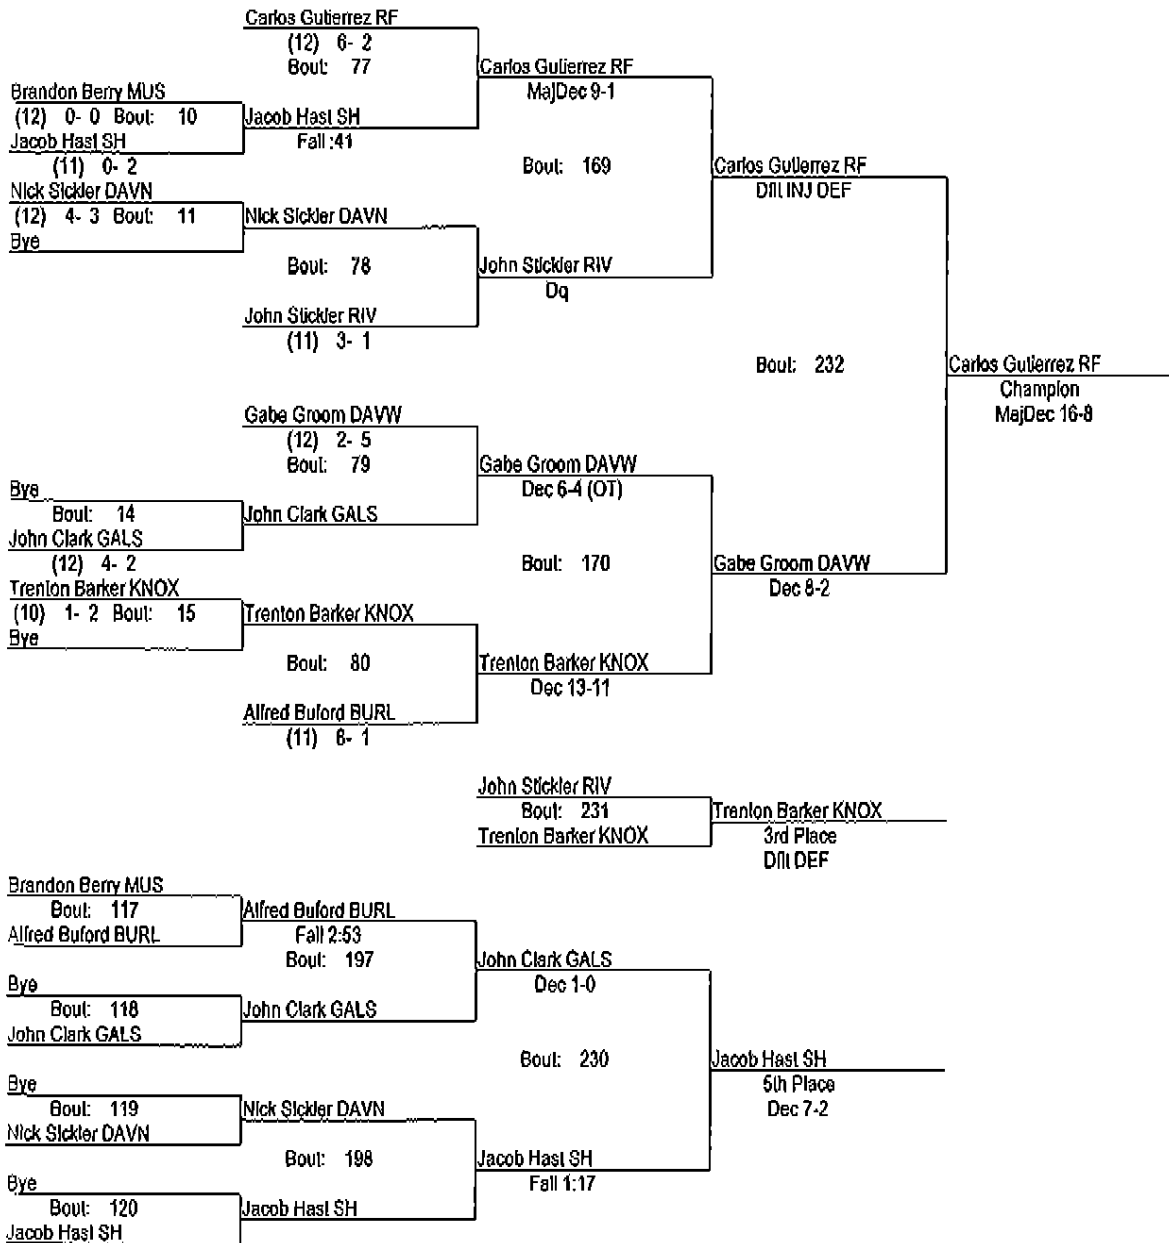 Carlos Gutierrez RF
(12) 6- 2
Bout: 77
Carlos Gutierrez RF
MajDec 9-1
Brandon Berry MUS
(12) 0- 0 Bout: 10
Jacob Hast SH
Fall :41
Jacob Hast SH
(11) 0- 2
Bout: 169
Carlos Gutierrez RF
Dflt INJ DEF
Nick Sickler DAVN
(12) 4- 3 Bout: 11
Nick Sickler DAVN
Bye
Bout: 78
John Stickler RIV
Dq
John Stickler RIV
(11) 3- 1
Bout: 232
Carlos Gutierrez RF
Champion
MajDec 16-8
Gabe Groom DAVW
(12) 2- 5
Bout: 79
Gabe Groom DAVW
Dec 6-4 (OT)
Bye
Bout: 14
John Clark GALS
John Clark GALS
(12) 4- 2
Bout: 170
Gabe Groom DAVW
Dec 8-2
Trenton Barker KNOX
(10) 1- 2 Bout: 15
Trenton Barker KNOX
Bye
Bout: 80
Trenton Barker KNOX
Dec 13-11
Alfred Buford BURL
(11) 6- 1
John Stickler RIV
Bout: 231
Trenton Barker KNOX
Trenton Barker KNOX
3rd Place
Dflt DEF
Brandon Berry MUS
Bout: 117
Alfred Buford BURL
Alfred Buford BURL
Fall 2:53
Bout: 197
John Clark GALS
Dec 1-0
Bye
Bout: 118
John Clark GALS
John Clark GALS
Bout: 230
Jacob Hast SH
5th Place
Dec 7-2
Bye
Bout: 119
Nick Sickler DAVN
Nick Sickler DAVN
Bout: 198
Jacob Hast SH
Fall 1:17
Bye
Bout: 120
Jacob Hast SH
Jacob Hast SH